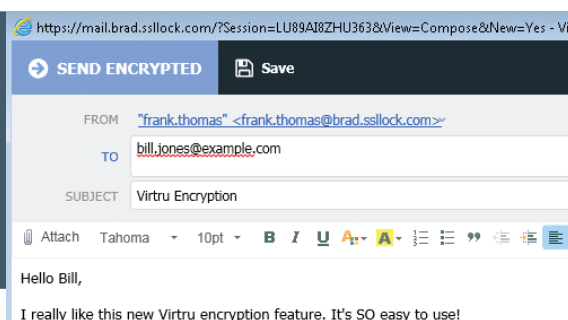 https://mail.brad.ssllock.com/?Session=LU89AI8ZHU363&View=Compose&New=Yes - Vi
SEND ENCRYPTED Save
FROM "frank.thomas" <frank.thomas@brad.ssllock.com>
TO bill.jones@example.com
SUBJECT Virtru Encryption
Attach Tahoma 10pt B I U A A
Hello Bill,
I really like this new Virtru encryption feature. It's SO easy to use!